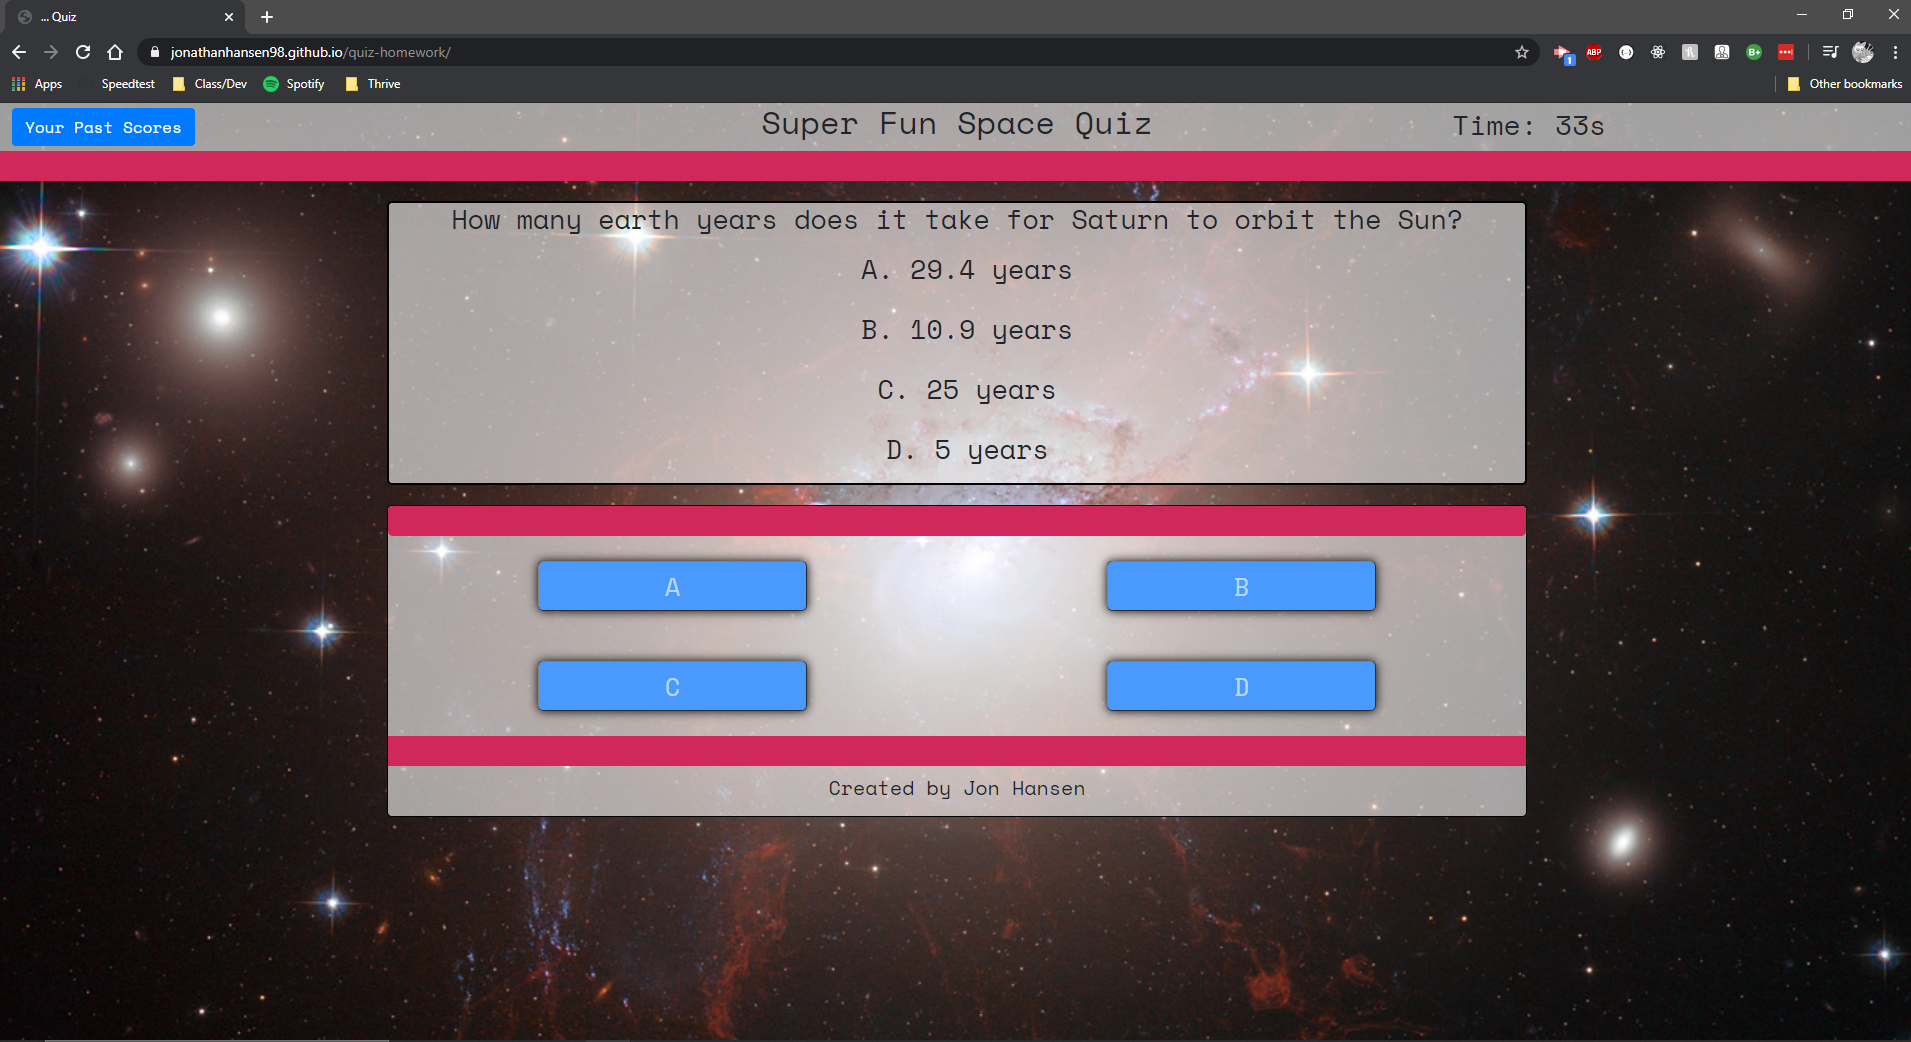 ... Quiz
jonathanhansen98.github.io/quiz-homework/
ABP
1
B+
Apps
Speedtest
Class/Dev
Spotify
Thrive
Other bookmarks
Your Past Scores
Super Fun Space Quiz
Time: 33s
How many earth years does it take for Saturn to orbit the Sun?
A. 29.4 years
B. 10.9 years
C. 25 years
D. 5 years
A
B
C
D
Created by Jon Hansen